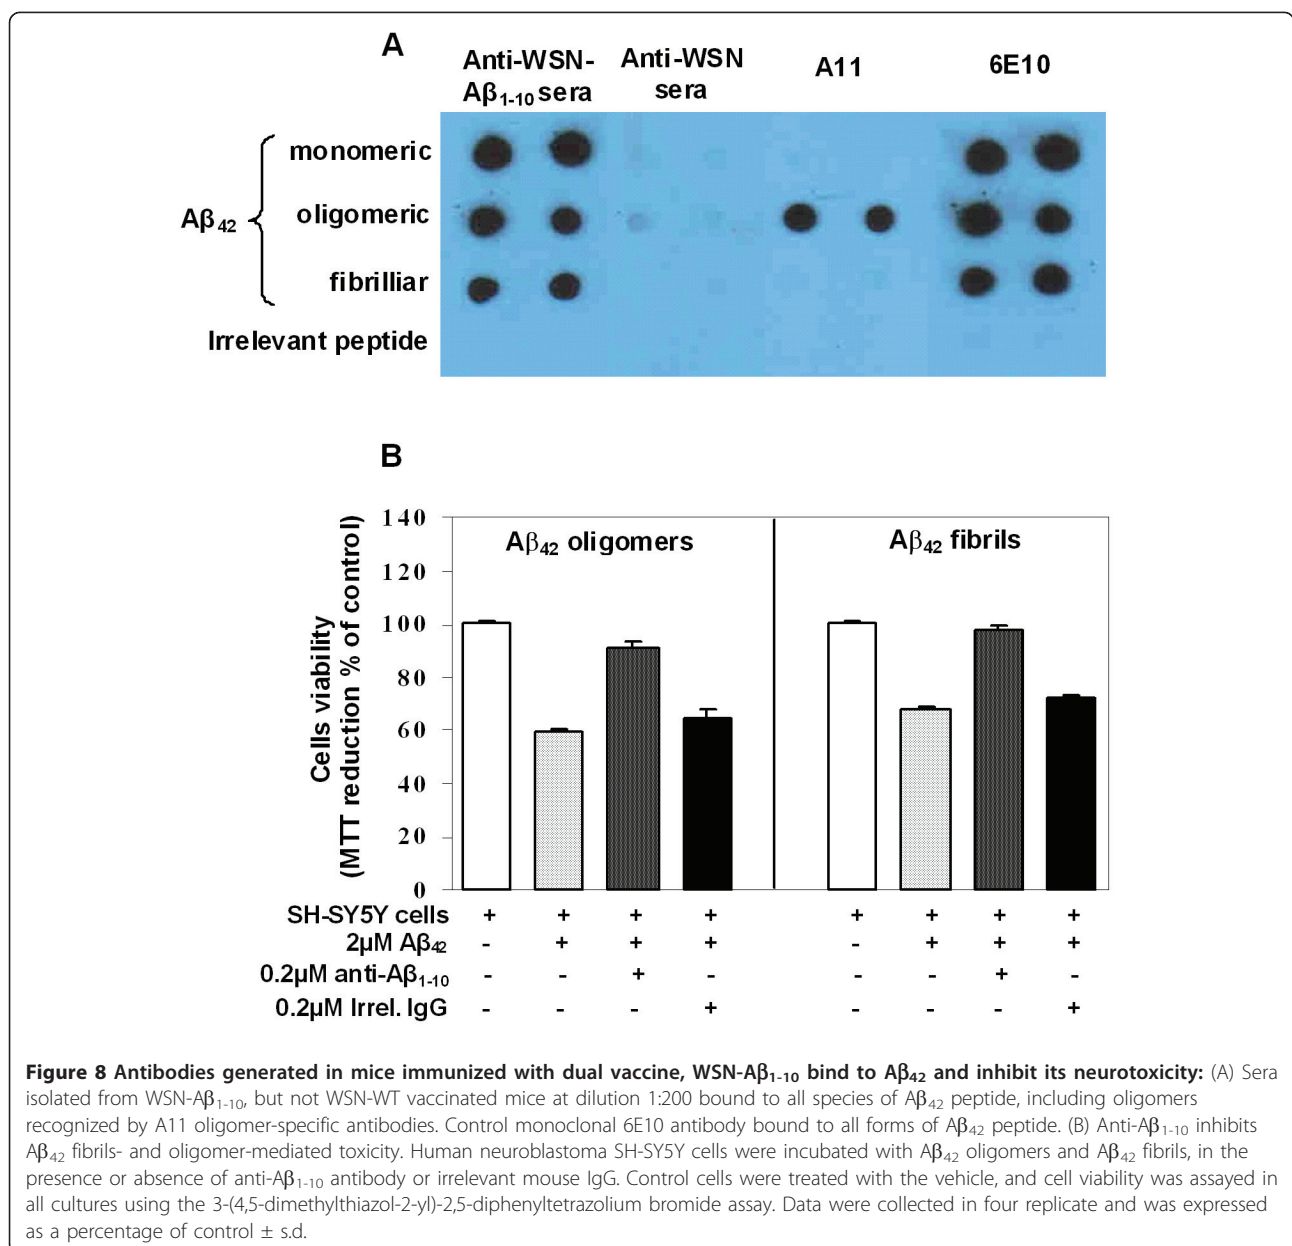 A
Anti-WSN-
Aβ1-10 sera
Anti-WSN
sera
A11
6E10
monomeric
Aβ42
oligomeric
fibrilliar
Irrelevant peptide
B
Cells viability
(MTT reduction % of control)
140
120
100
80
60
40
20
0
Aβ42 oligomers
Aβ42 fibrils
SH-SY5Y cells + + + + + + + +
2µM Aβ42 - + + + - + + +
0.2µM anti-Aβ1-10 - - + - - - + -
0.2µM Irrel. IgG - - - + - - - +
Figure 8 Antibodies generated in mice immunized with dual vaccine, WSN-Aβ1-10 bind to Aβ42 and inhibit its neurotoxicity: (A) Sera
isolated from WSN-Aβ1-10, but not WSN-WT vaccinated mice at dilution 1:200 bound to all species of Aβ42 peptide, including oligomers
recognized by A11 oligomer-specific antibodies. Control monoclonal 6E10 antibody bound to all forms of Aβ42 peptide. (B) Anti-Aβ1-10 inhibits
Aβ42 fibrils- and oligomer-mediated toxicity. Human neuroblastoma SH-SY5Y cells were incubated with Aβ42 oligomers and Aβ42 fibrils, in the
presence or absence of anti-Aβ1-10 antibody or irrelevant mouse IgG. Control cells were treated with the vehicle, and cell viability was assayed in
all cultures using the 3-(4,5-dimethylthiazol-2-yl)-2,5-diphenyltetrazolium bromide assay. Data were collected in four replicate and was expressed
as a percentage of control ± s.d.